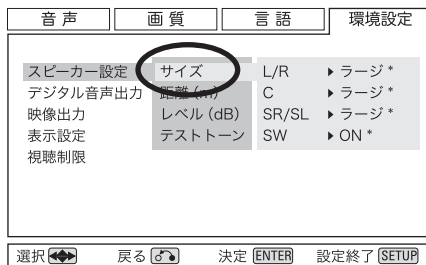 音声 画質 言語 環境設定
スピーカー設定 サイズ L/R ▶ ラージ *
デジタル音声出力 距離 (m) C ▶ ラージ *
映像出力 レベル (dB) SR/SL ▶ ラージ *
表示設定 テストトーン SW ▶ ON *
視聴制限
選択 戻る 決定 ENTER 設定終了 SETUP